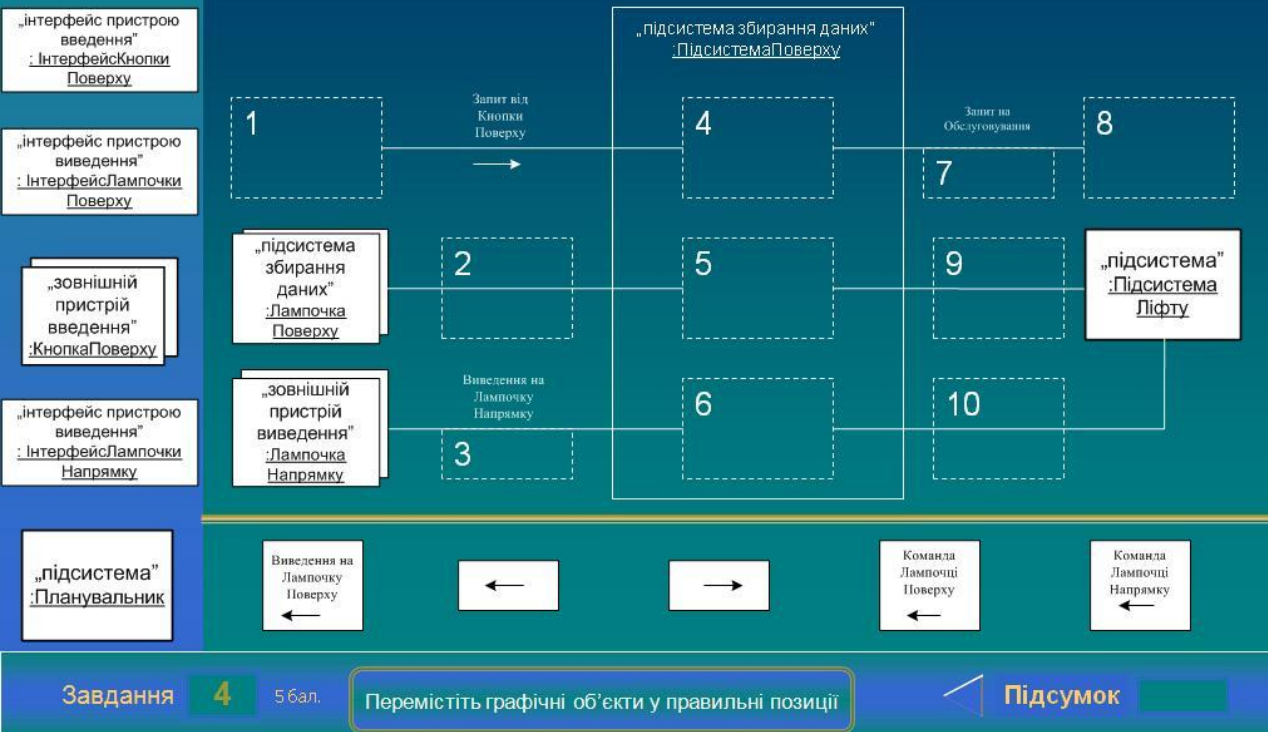 „інтерфейс пристрою
введення”
: ІнтерфейсКнопки
Поверху
„інтерфейс пристрою
виведення”
: ІнтерфейсЛампочки
Поверху
„зовнішній
пристрій
введення”
:КнопкаПоверху
„інтерфейс пристрою
виведення”
: ІнтерфейсЛампочки
Напрямку
„підсистема”
:Планувальник
„підсистема збирання даних”
:ПідсистемаПоверху
1
Запит від
Кнопки
Поверху
4
Запит на
Обслуговування
7
8
„підсистема
збирання
даних”
:Лампочка
Поверху
2
5
9
„підсистема”
:Підсистема
Ліфту
„зовнішній
пристрій
виведення”
:Лампочка
Напрямку
Виведення на
Лампочку
Напрямку
3
6
10
Виведення на
Лампочку
Поверху
Команда
Лампочці
Поверху
Команда
Лампочці
Напрямку
Завдання 4 5 бал.
Перемістіть графічні об’єкти у правильні позиції
Підсумок